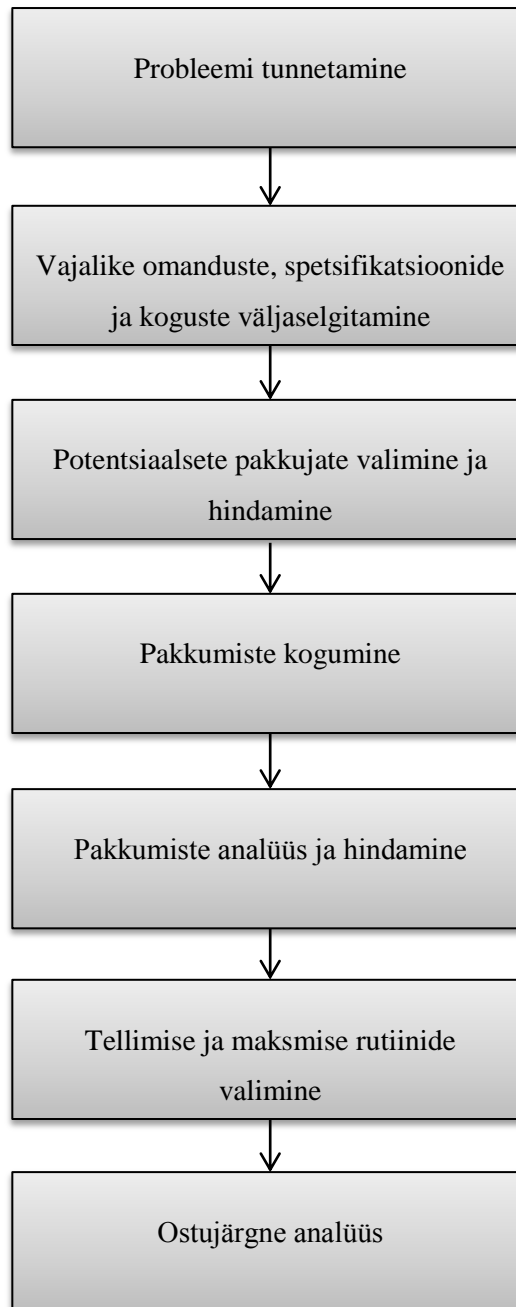 Probleemi tunnetamine
Vajalike omanduste, spetsifikatsioonide
ja koguste väljaselgitamine
Potentsiaalsete pakkujate valimine ja
hindamine
Pakkumiste kogumine
Pakkumiste analüüs ja hindamine
Tellimise ja maksmise rutiinide
valimine
Ostujärgne analüüs